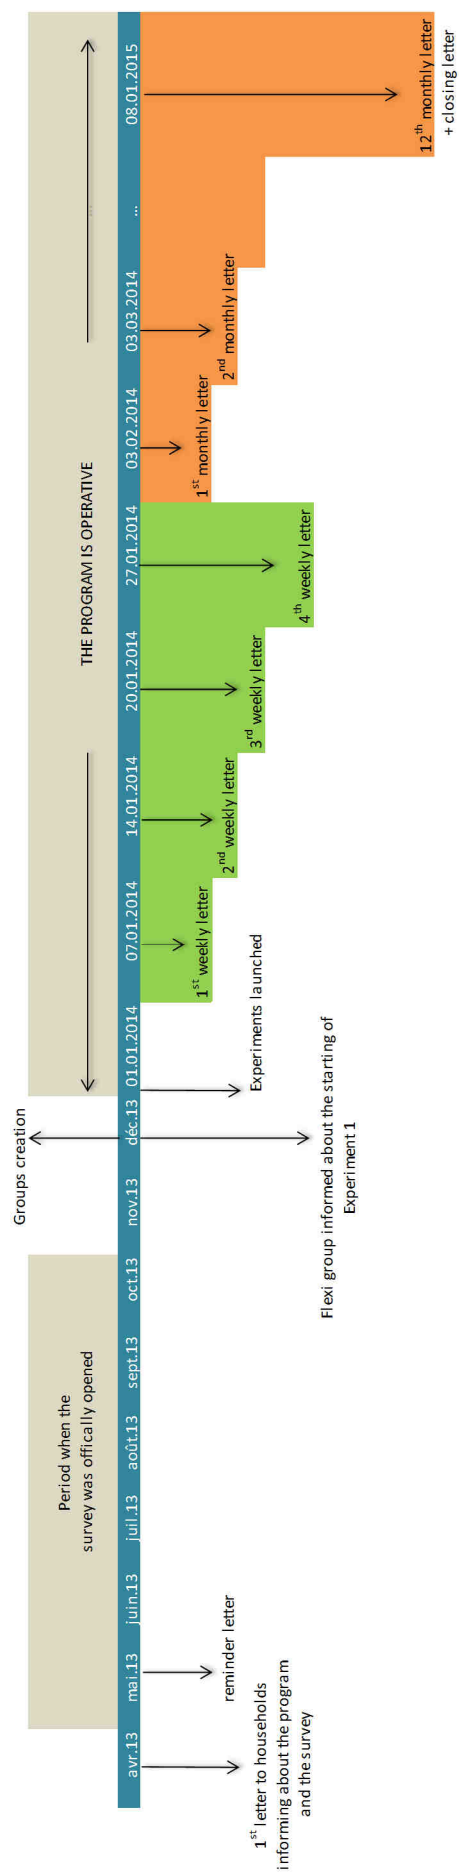 Groups creation
Period when the
survey was offically opened
THE PROGRAM IS OPERATIVE
...
avr.13 mai.13 juin.13 juil.13 août.13 sept.13 oct.13 nov.13 déc.13 01.01.2014 07.01.2014 14.01.2014 20.01.2014 27.01.2014 03.02.2014 03.03.2014 ... 08.01.2015
1st letter to households
informing about the program
and the survey
reminder letter
Flexi group informed about the starting of
Experiment 1
Experiments launched
1st weekly letter
2nd weekly letter
3rd weekly letter
4th weekly letter
1st monthly letter
2nd monthly letter
12th monthly letter
+ closing letter